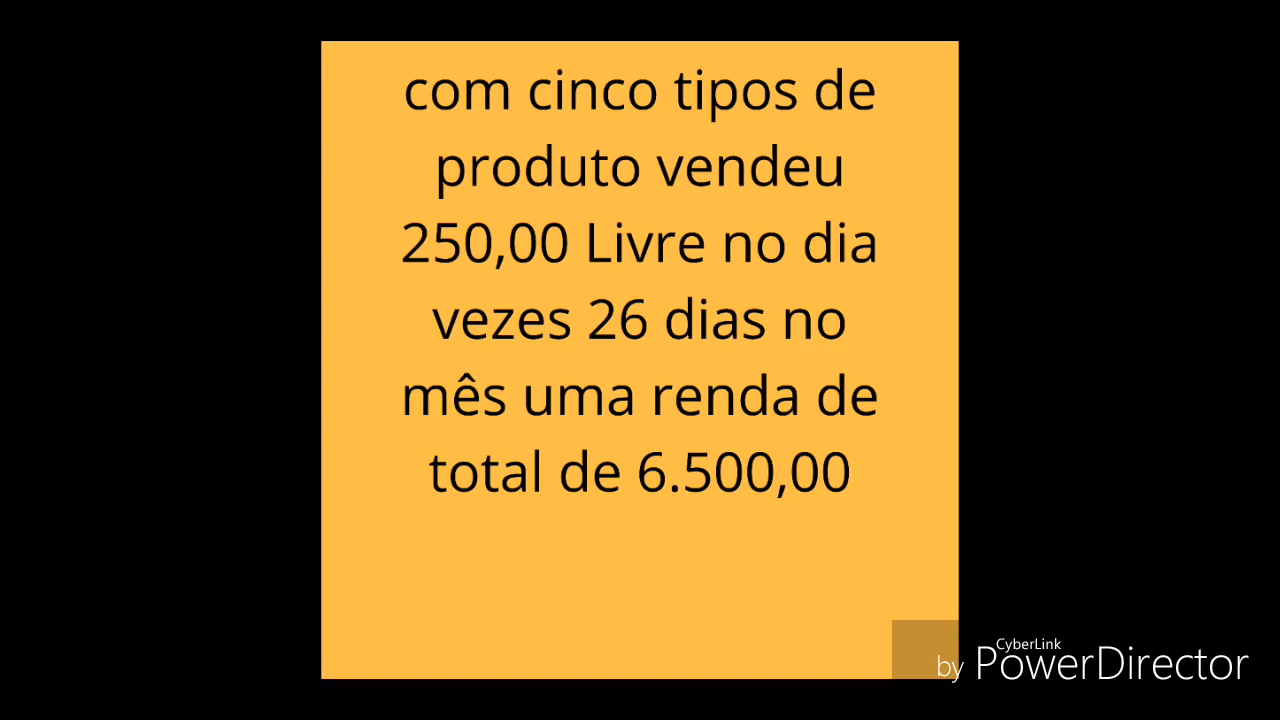 com cinco tipos de
produto vendeu
250,00 Livre no dia
vezes 26 dias no
mês uma renda de
total de 6.500,00
CyberLink
by PowerDirector